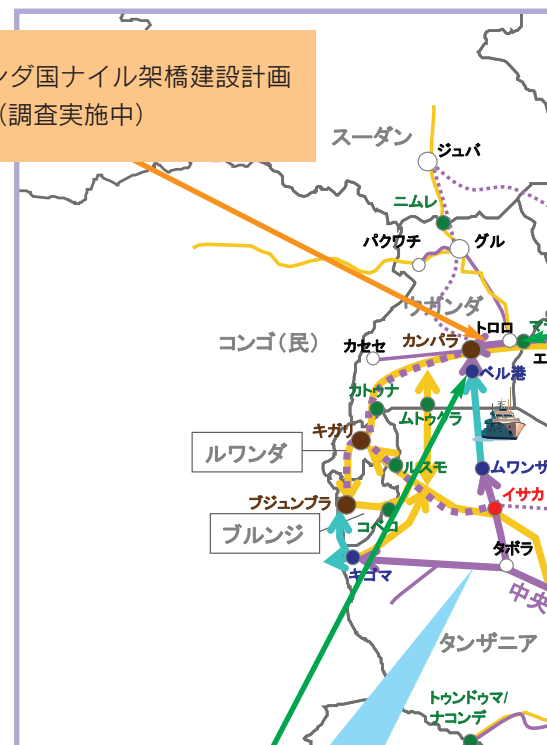 ンダ国ナイル架橋建設計画
（調査実施中）
スーダン
ジュバ
ニムレ
パクワチ
グル
ウガンダ
トロロ
カンパラ
コンゴ（民）
カセセ
ベル港
カトゥナ
ムトゥクラ
キガリ
ルワンダ
ルスモ
ムワンザ
イサカ
ブジュンブラ
コベロ
ブルンジ
タボラ
キゴマ
中央
タンザニア
トゥンドゥマ/
ナコンデ